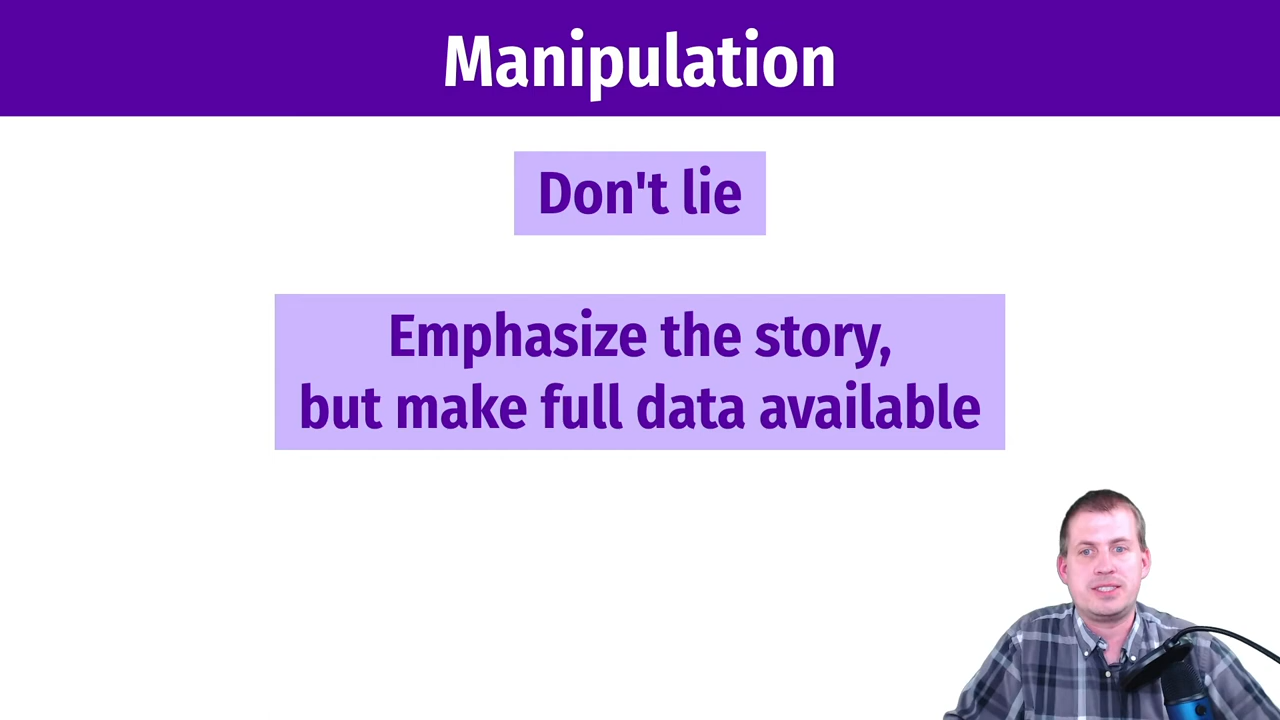 Manipulation
Don't lie
Emphasize the story,
but make full data available